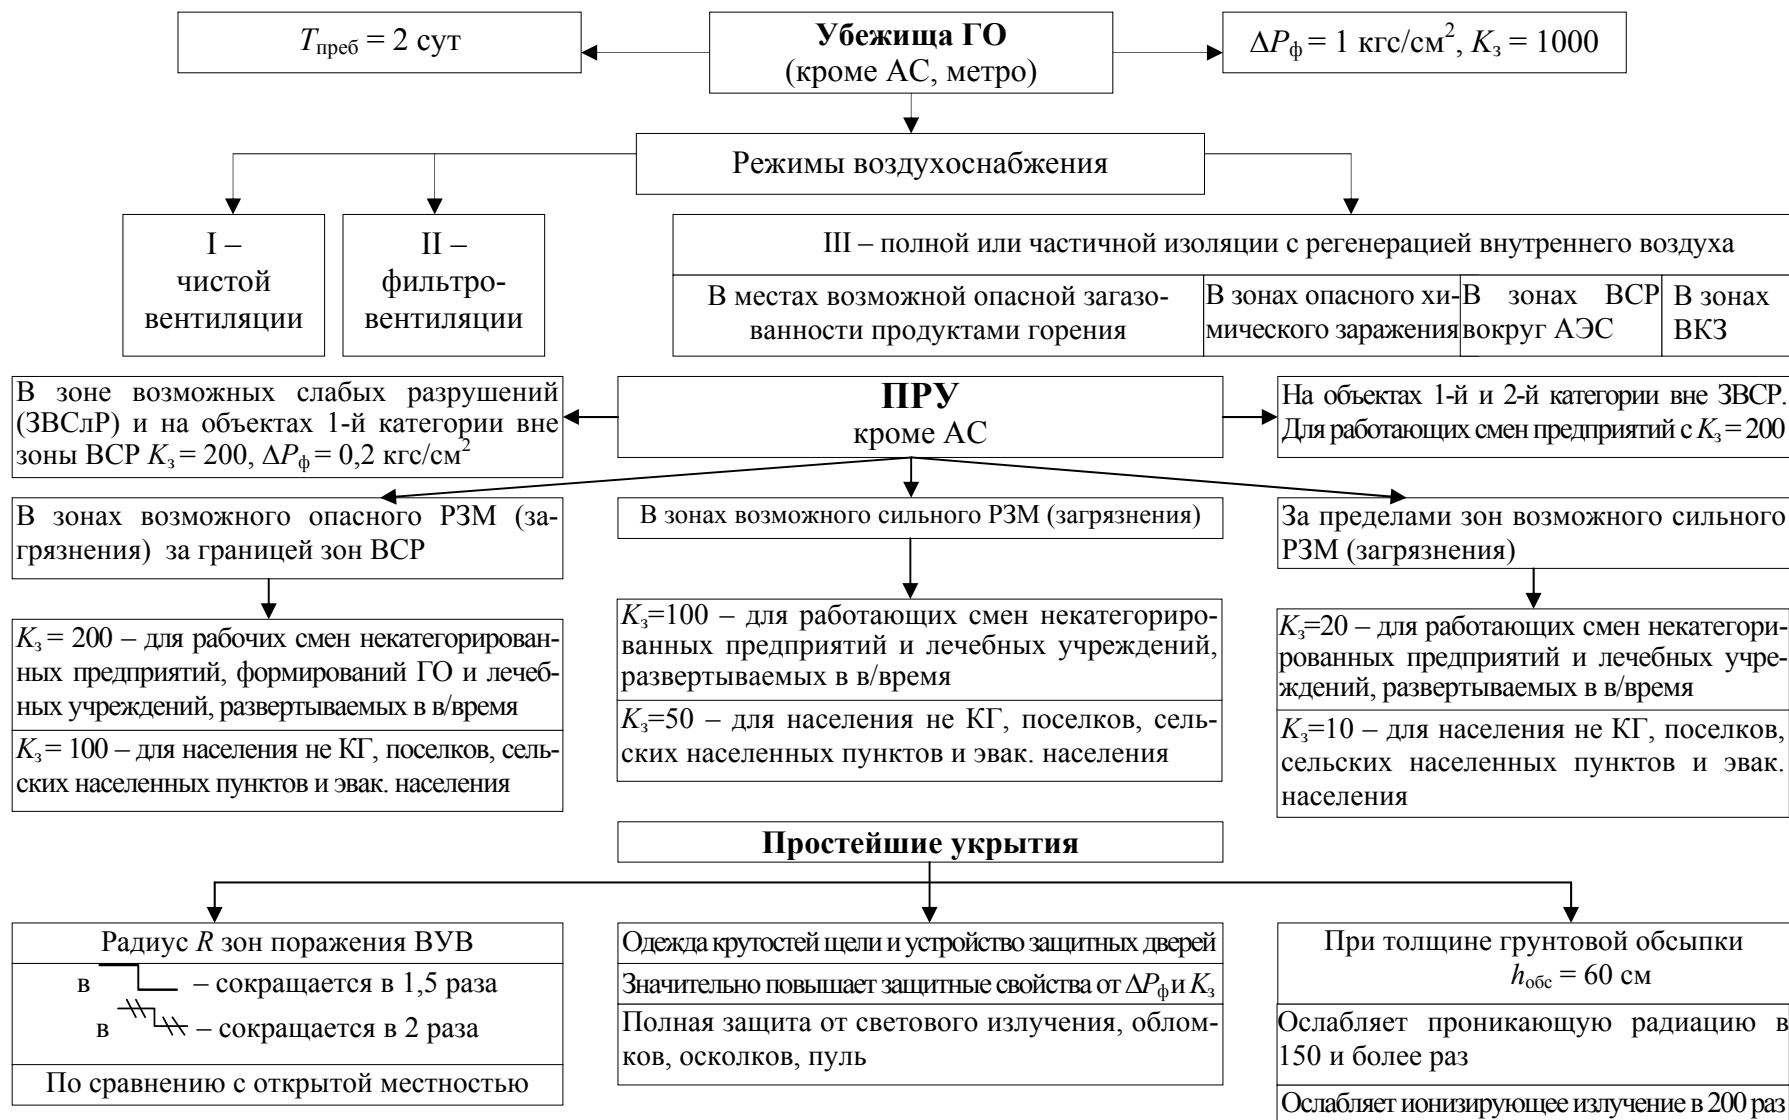 Tпреб = 2 сут
Убежища ГО
(кроме АС, метро)
ΔPф = 1 кгс/см², Kз = 1000
Режимы воздухоснабжения
I –
чистой
вентиляции
II –
фильтро-
вентиляции
III – полной или частичной изоляции с регенерацией внутреннего воздуха
В местах возможной опасной загазо-
ванности продуктами горения
В зонах опасного хи-
мического заражения
В зонах ВСР
вокруг АЭС
В зонах
ВКЗ
В зоне возможных слабых разрушений
(ЗВСлР) и на объектах 1-й категории вне
зоны ВСР Kз = 200, ΔPф = 0,2 кгс/см²
ПРУ
кроме АС
На объектах 1-й и 2-й категории вне ЗВСР.
Для работающих смен предприятий с Kз = 200
В зонах возможного опасного РЗМ (за-
грязнения) за границей зон ВСР
В зонах возможного сильного РЗМ (загрязнения)
За пределами зон возможного сильного
РЗМ (загрязнения)
Kз = 200 – для рабочих смен некатегорирован-
ных предприятий, формирований ГО и лечеб-
ных учреждений, развертываемых в в/время
Kз = 100 – для населения не КГ, поселков, сель-
ских населенных пунктов и эвак. населения
Kз=100 – для работающих смен некатегориро-
ванных предприятий и лечебных учреждений,
развертываемых в в/время
Kз=50 – для населения не КГ, поселков, сель-
ских населенных пунктов и эвак. населения
Kз=20 – для работающих смен некатегори-
рованных предприятий и лечебных учре-
ждений, развертываемых в в/время
Kз=10 – для населения не КГ, поселков,
сельских населенных пунктов и эвак.
населения
Простейшие укрытия
Радиус R зон поражения ВУВ
в – сокращается в 1,5 раза
в – сокращается в 2 раза
По сравнению с открытой местностью
Одежда крутостей щели и устройство защитных дверей
Значительно повышает защитные свойства от ΔPф и Kз
Полная защита от светового излучения, облом-
ков, осколков, пуль
При толщине грунтовой обсыпки
hобс = 60 см
Ослабляет проникающую радиацию в
150 и более раз
Ослабляет ионизирующее излучение в 200 раз